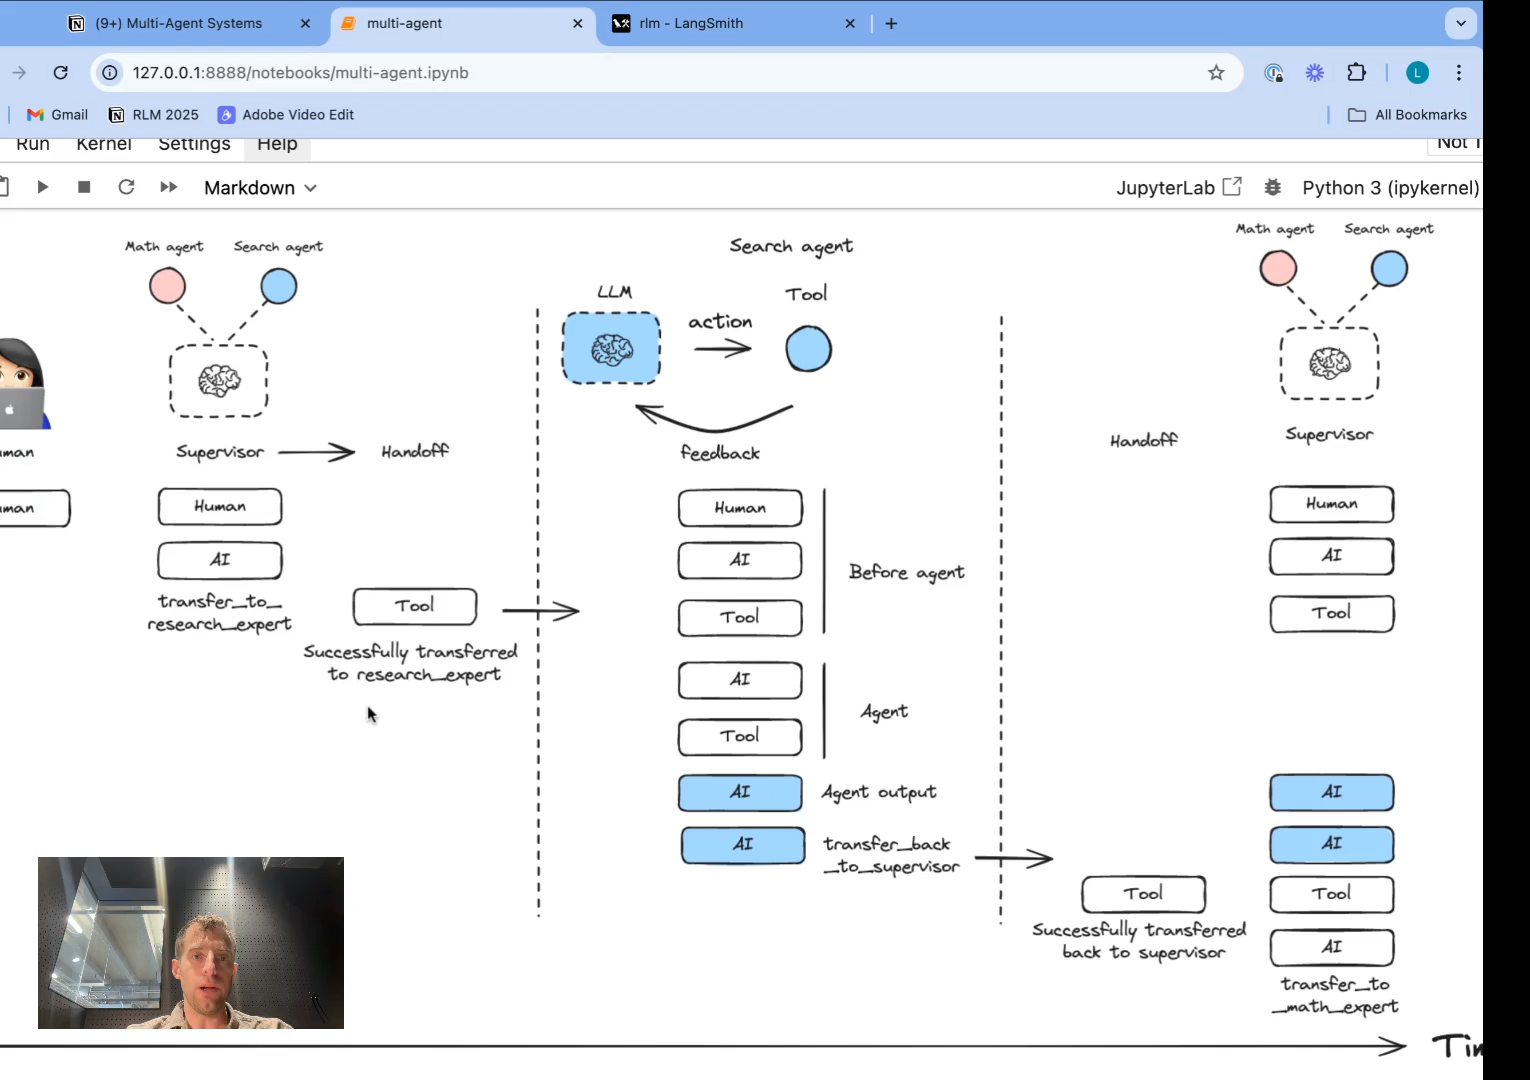 (9+) Multi-Agent Systems
multi-agent
rlm - LangSmith
127.0.0.1:8888/notebooks/multi-agent.ipynb
L
Gmail
RLM 2025
Adobe Video Edit
All Bookmarks
Run Kernel Settings Help
Not T
Markdown
JupyterLab
Python 3 (ipykernel)
Math agent Search agent
Supervisor
Handoff
Human
AI
transfer_to_
research_expert
Tool
Successfully transferred
to research_expert
uman
uman
Search agent
LLM
action
Tool
feedback
Human
AI
Tool
Before agent
AI
Tool
Agent
AI
Agent output
AI
transfer_back
_to_supervisor
Handoff
Tool
Successfully transferred
back to supervisor
Math agent Search agent
Supervisor
Human
AI
Tool
AI
AI
Tool
AI
transfer_to
_math_expert
Tim